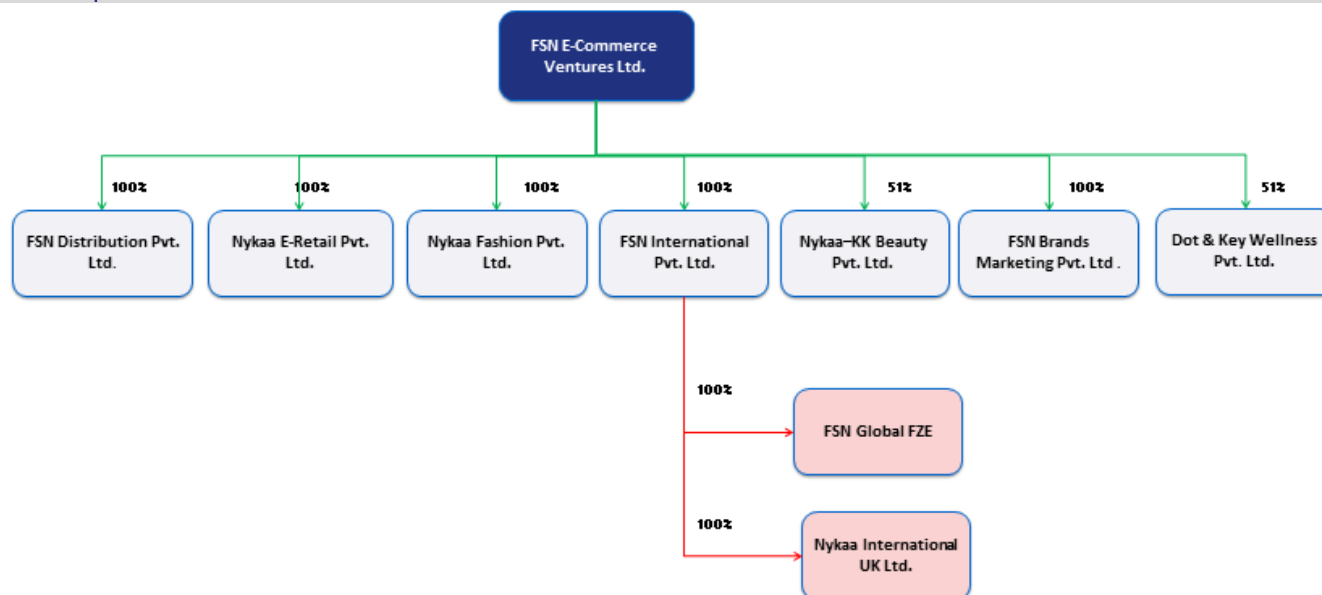 FSN E-Commerce
Ventures Ltd.
100%
100%
100%
100%
51%
100%
51%
FSN Distribution Pvt.
Ltd.
Nykaa E-Retail Pvt.
Ltd.
Nykaa Fashion Pvt.
Ltd.
FSN International
Pvt. Ltd.
Nykaa–KK Beauty
Pvt. Ltd.
FSN Brands
Marketing Pvt. Ltd .
Dot & Key Wellness
Pvt. Ltd.
100%
FSN Global FZE
100%
Nykaa International
UK Ltd.